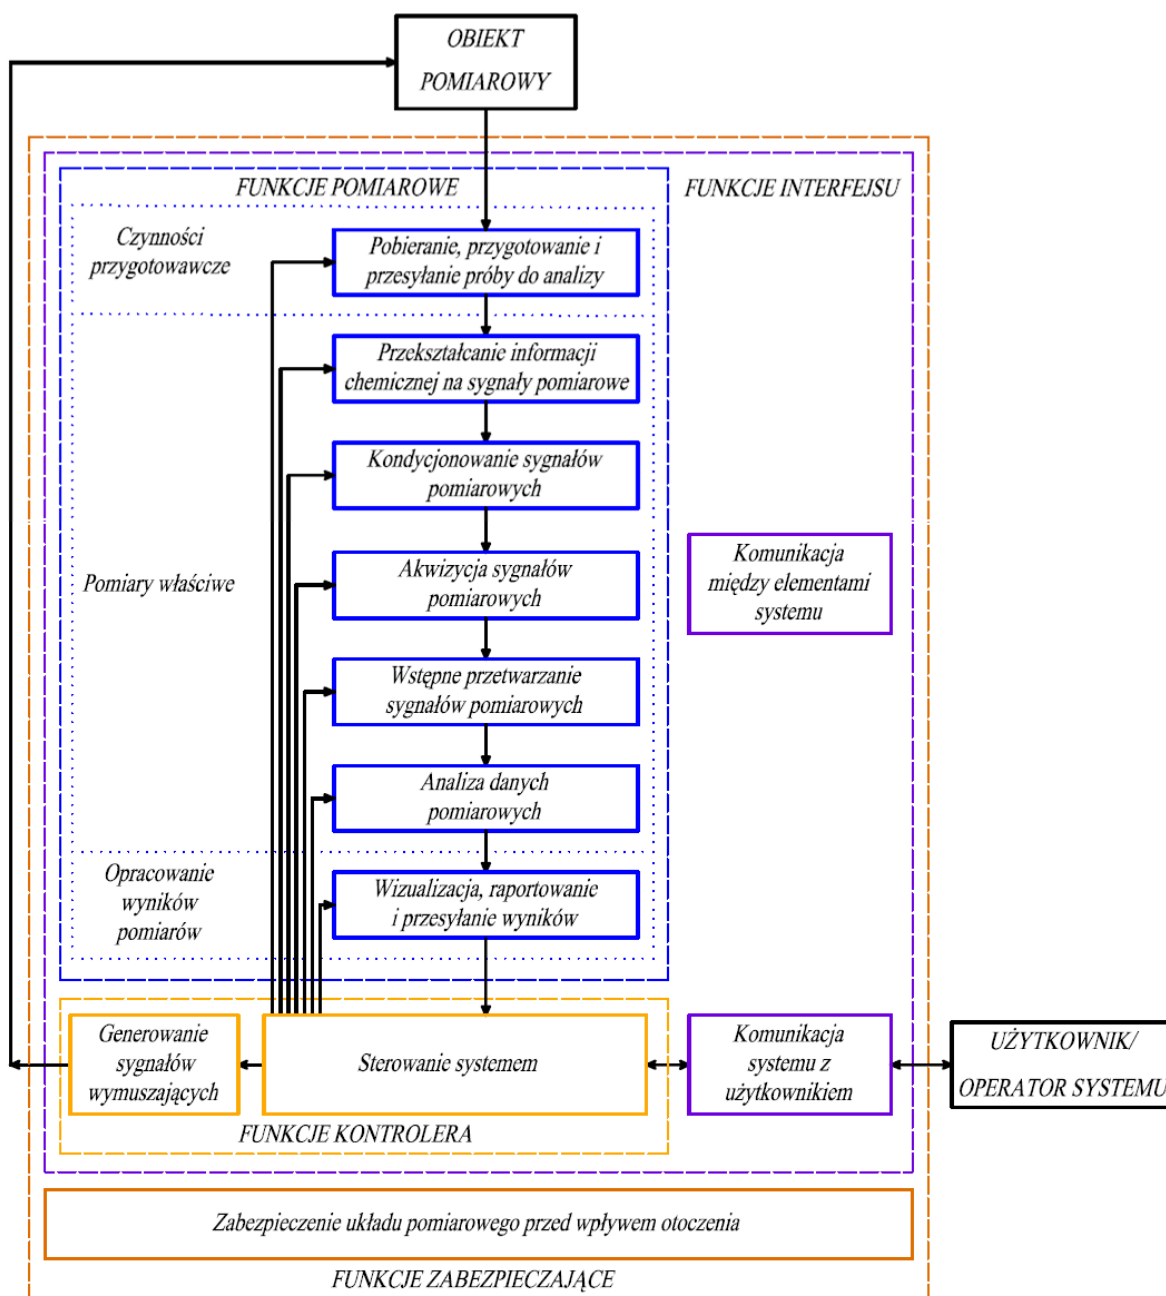 OBIEKT
POMIAROWY
FUNKCJE POMIAROWE
FUNKCJE INTERFEJSU
Czynności
przygotowawcze
Pobieranie, przygotowanie i
przesyłanie próby do analizy
Przekształcanie informacji
chemicznej na sygnały pomiarowe
Kondycjonowanie sygnałów
pomiarowych
Pomiary właściwe
Akwizycja sygnałów
pomiarowych
Komunikacja
między elementami
systemu
Wstępne przetwarzanie
sygnałów pomiarowych
Analiza danych
pomiarowych
Opracowanie
wyników
pomiarów
Wizualizacja, raportowanie
i przesyłanie wyników
Generowanie
sygnałów
wymuszających
Sterowanie systemem
Komunikacja
systemu z
użytkownikiem
UŻYTKOWNIK/
OPERATOR SYSTEMU
FUNKCJE KONTROLERA
Zabezpieczenie układu pomiarowego przed wpływem otoczenia
FUNKCJE ZABEZPIECZAJĄCE